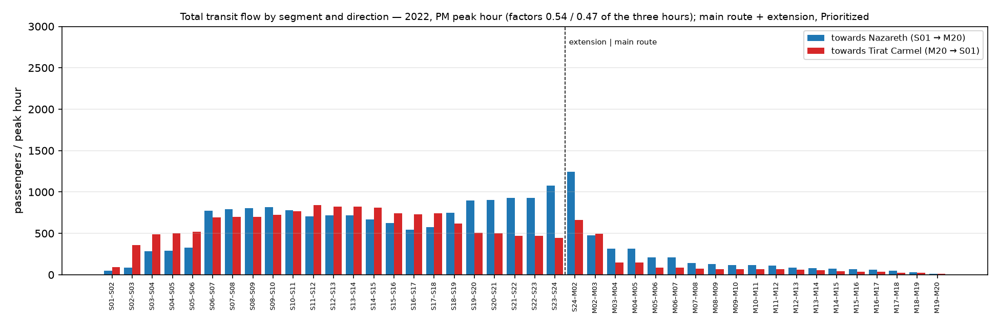 Total transit flow by segment and direction — 2022, PM peak hour (factors 0.54 / 0.47 of the three hours); main route + extension, Prioritized
passengers / peak hour
3000
2500
2000
1500
1000
500
0
extension | main route
towards Nazareth (S01 → M20)
towards Tirat Carmel (M20 → S01)
S01–S02
S02–S03
S03–S04
S04–S05
S05–S06
S06–S07
S07–S08
S08–S09
S09–S10
S10–S11
S11–S12
S12–S13
S13–S14
S14–S15
S15–S16
S16–S17
S17–S18
S18–S19
S19–S20
S20–S21
S21–S22
S22–S23
S23–S24
S24–M02
M02–M03
M03–M04
M04–M05
M05–M06
M06–M07
M07–M08
M08–M09
M09–M10
M10–M11
M11–M12
M12–M13
M13–M14
M14–M15
M15–M16
M16–M17
M17–M18
M18–M19
M19–M20